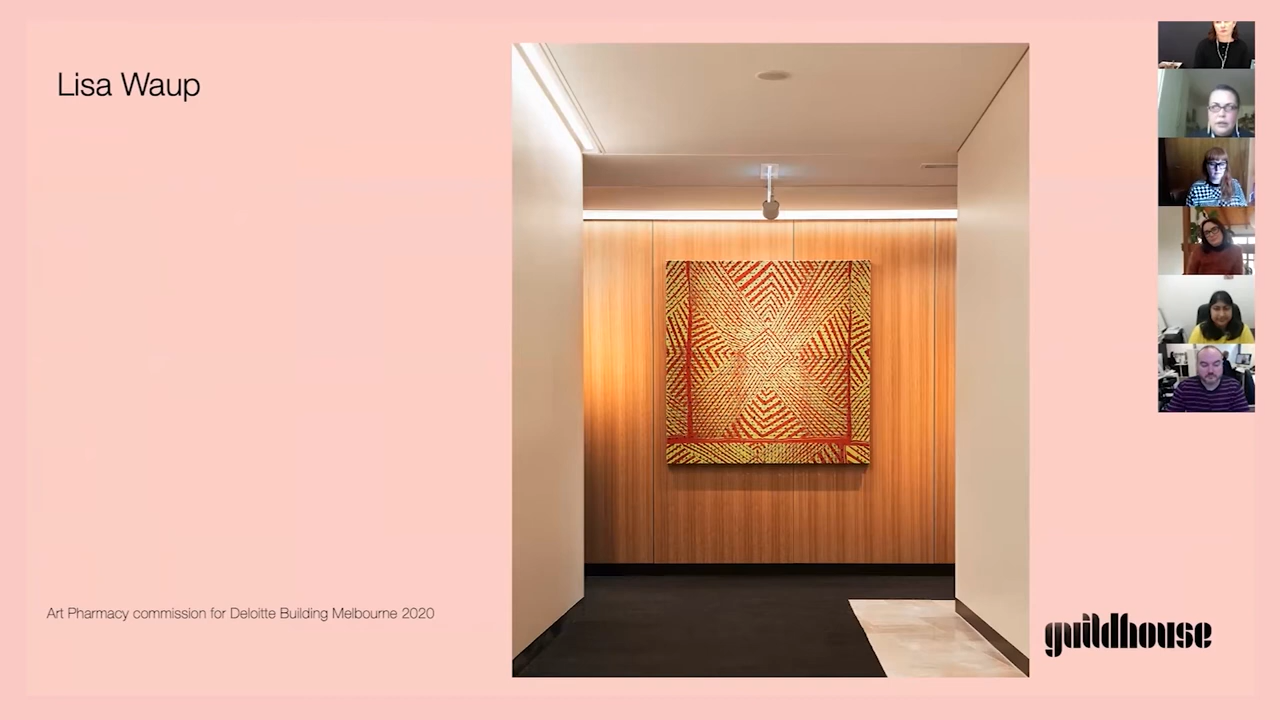 Lisa Waup
Art Pharmacy commission for Deloitte Building Melbourne 2020
guildhouse